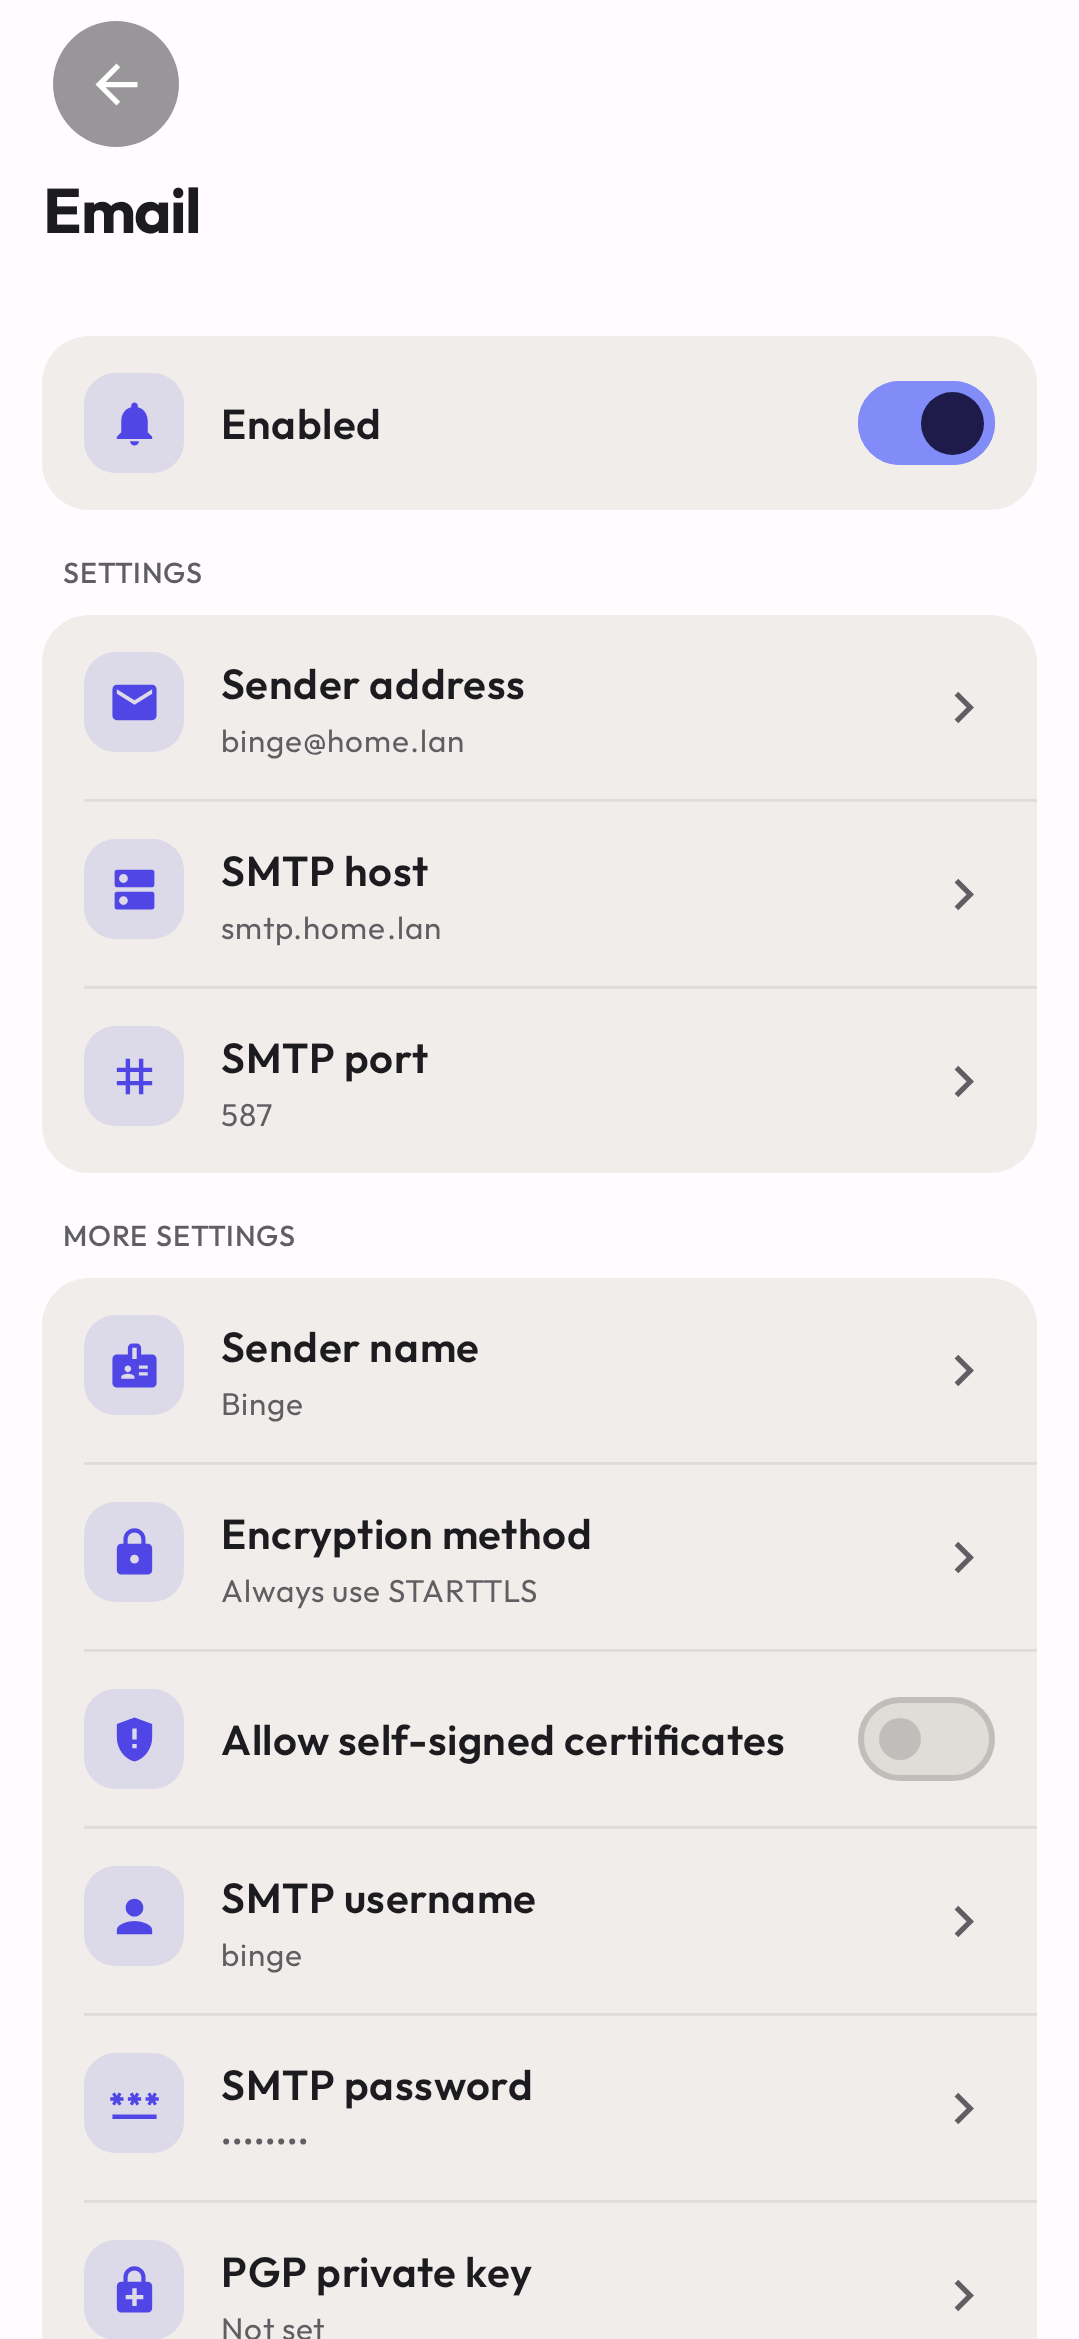 Email
Enabled
SETTINGS
Sender address
binge@home.lan
SMTP host
smtp.home.lan
SMTP port
587
MORE SETTINGS
Sender name
Binge
Encryption method
Always use STARTTLS
Allow self-signed certificates
SMTP username
binge
SMTP password
••••••••
PGP private key
Not set